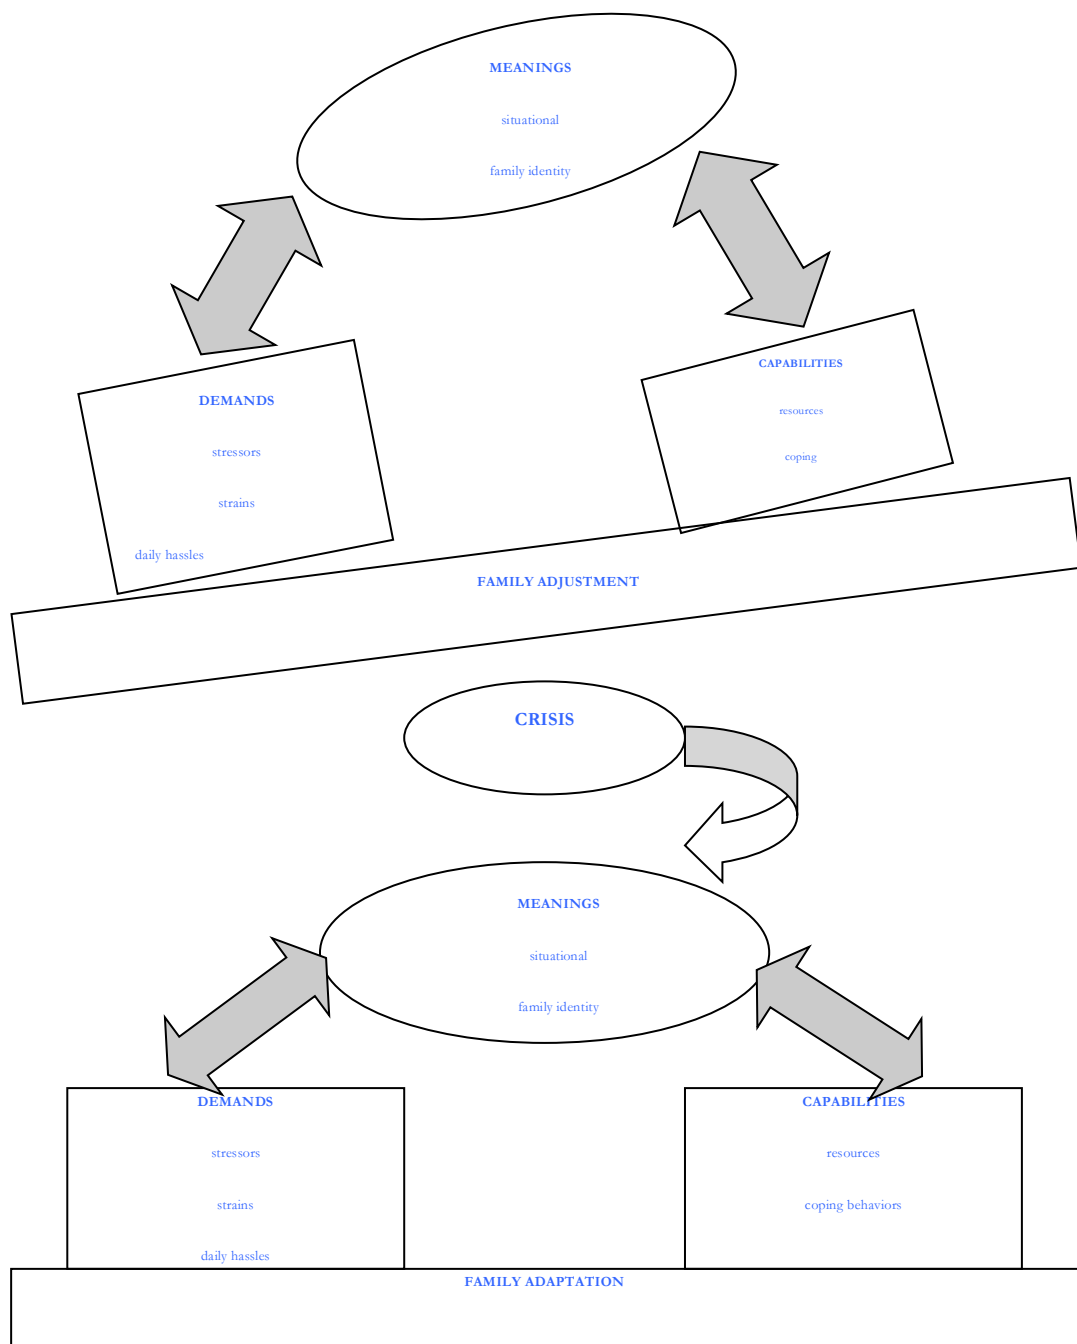 MEANINGS
situational
family identity
DEMANDS
stressors
strains
daily hassles
CAPABILITIES
resources
coping
FAMILY ADJUSTMENT
CRISIS
MEANINGS
situational
family identity
DEMANDS
stressors
strains
daily hassles
CAPABILITIES
resources
coping behaviors
FAMILY ADAPTATION